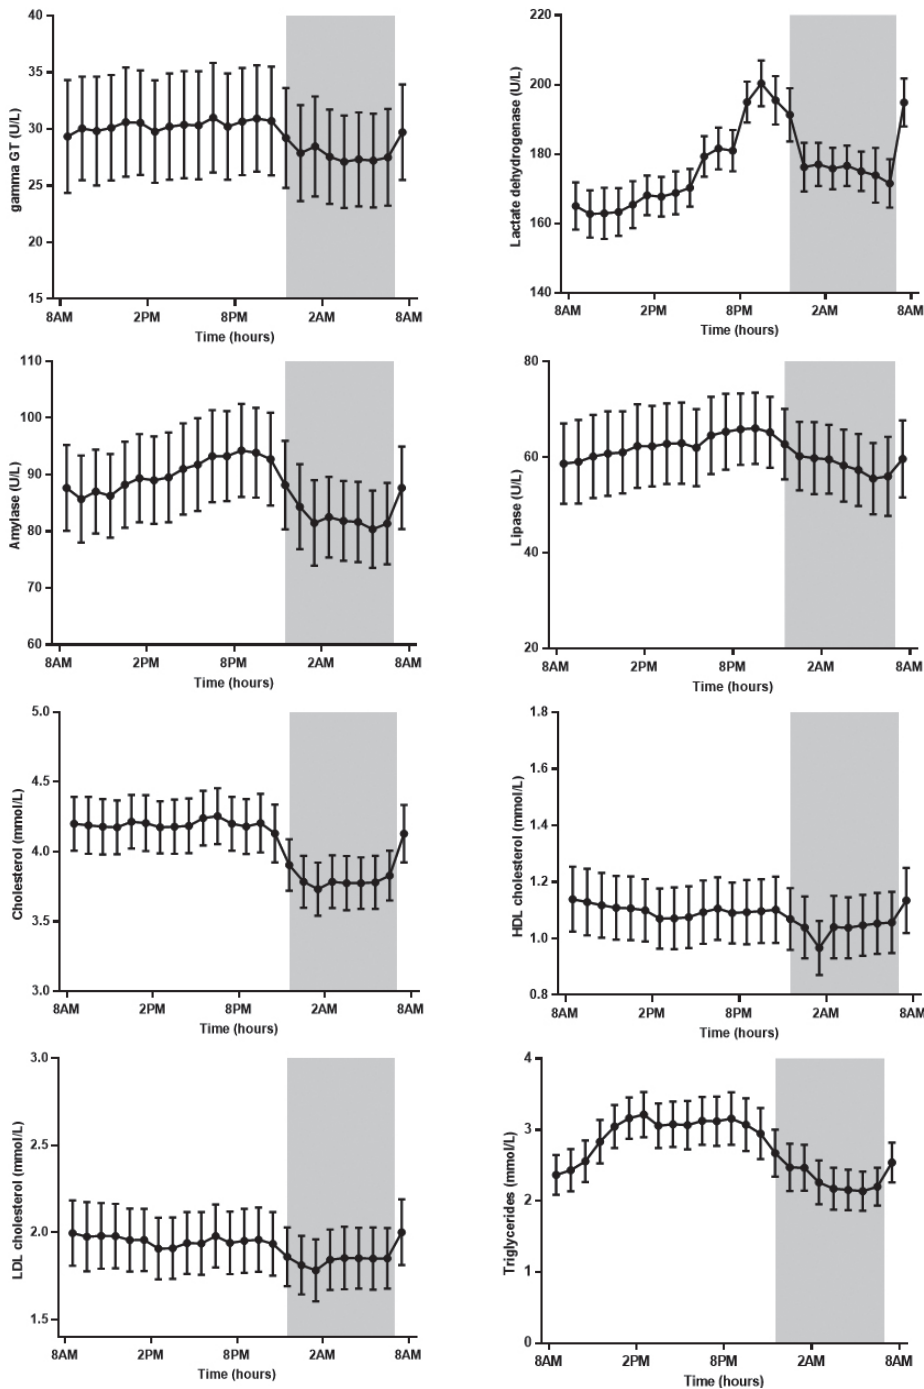 gamma GT (U/L)
40
35
30
25
20
15
8AM 2PM 8PM 2AM 8AM
Time (hours)
Lactate dehydrogenase (U/L)
220
200
180
160
140
8AM 2PM 8PM 2AM 8AM
Time (hours)
Amylase (U/L)
110
100
90
80
70
60
8AM 2PM 8PM 2AM 8AM
Time (hours)
Lipase (U/L)
80
60
40
20
8AM 2PM 8PM 2AM 8AM
Time (hours)
Cholesterol (mmol/L)
5.0
4.5
4.0
3.5
3.0
8AM 2PM 8PM 2AM 8AM
Time (hours)
HDL cholesterol (mmol/L)
1.8
1.6
1.4
1.2
1.0
0.8
8AM 2PM 8PM 2AM 8AM
Time (hours)
LDL cholesterol (mmol/L)
3.0
2.5
2.0
1.5
8AM 2PM 8PM 2AM 8AM
Time (hours)
Triglycerides (mmol/L)
4
3
2
1
0
8AM 2PM 8PM 2AM 8AM
Time (hours)